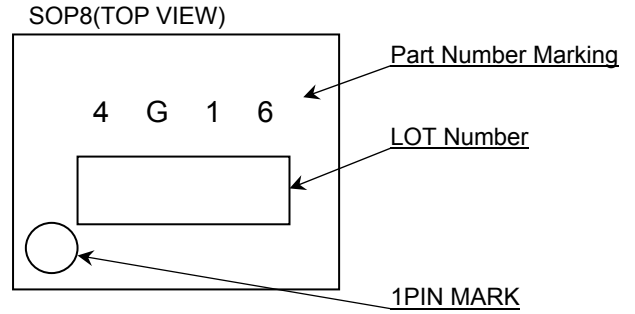 SOP8(TOP VIEW)
Part Number Marking
4 G 1 6
LOT Number
1PIN MARK